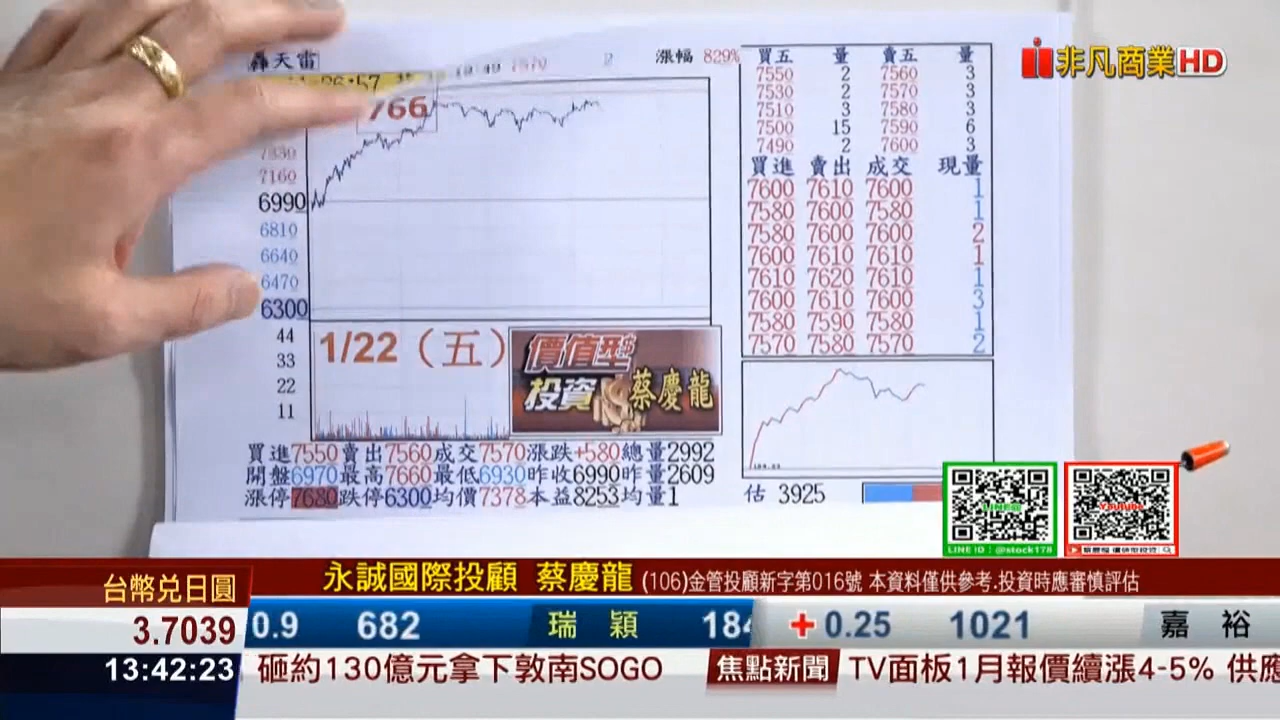 轟天雷
漲幅 829%
766
7330
7160
6990
6810
6640
6470
6300
44
33
22
11
1/22（五）
價值型
投資
蔡慶龍
買五 量 賣五 量
7550 2 7560 3
7530 2 7570 3
7510 3 7580 3
7500 15 7590 6
7490 2 7600 3
買進 賣出 成交 現量
7600 7610 7600 1
7580 7600 7580 1
7580 7600 7600 2
7600 7610 7610 1
7610 7620 7610 1
7600 7610 7600 3
7580 7590 7580 1
7570 7580 7570 2
買進7550賣出7560成交7570漲跌+580總量2992
開盤6970最高7660最低6930昨收6990昨量2609
漲停7680跌停6300均價7378本益8253均量1
估 3925
非凡商業HD
LINE@
LINE ID：@stock178
Youtube
台幣兌日圓
3.7039
13:42:23
永誠國際投顧 蔡慶龍 (106)金管投顧新字第016號 本資料僅供參考.投資時應審慎評估
0.9 682 瑞穎 184 +0.25 1021 嘉裕
砸約130億元拿下敦南SOGO 焦點新聞 TV面板1月報價續漲4-5% 供應